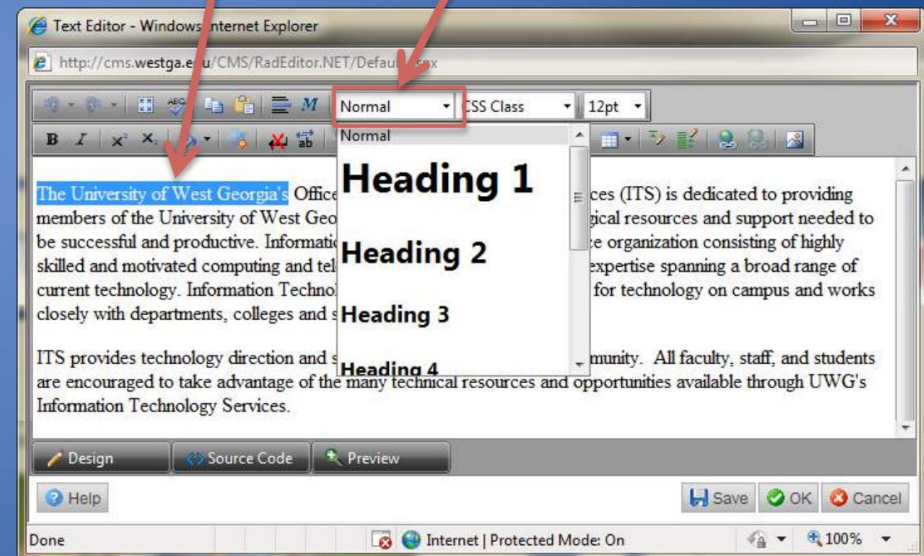 Text Editor - Windows Internet Explorer
http://cms.westga.edu/CMS/RadEditor.NET/Default.aspx
ABC M Normal CSS Class 12pt
B I x² x₂ ab
Normal
Heading 1
Heading 2
Heading 3
Heading 4
The University of West Georgia's Office ces (ITS) is dedicated to providing
members of the University of West Geo gical resources and support needed to
be successful and productive. Informatio e organization consisting of highly
skilled and motivated computing and tel expertise spanning a broad range of
current technology. Information Technol for technology on campus and works
closely with departments, colleges and s
ITS provides technology direction and s munity. All faculty, staff, and students
are encouraged to take advantage of the many technical resources and opportunities available through UWG's
Information Technology Services.
Design Source Code Preview
Help Save OK Cancel
Done Internet | Protected Mode: On 100%